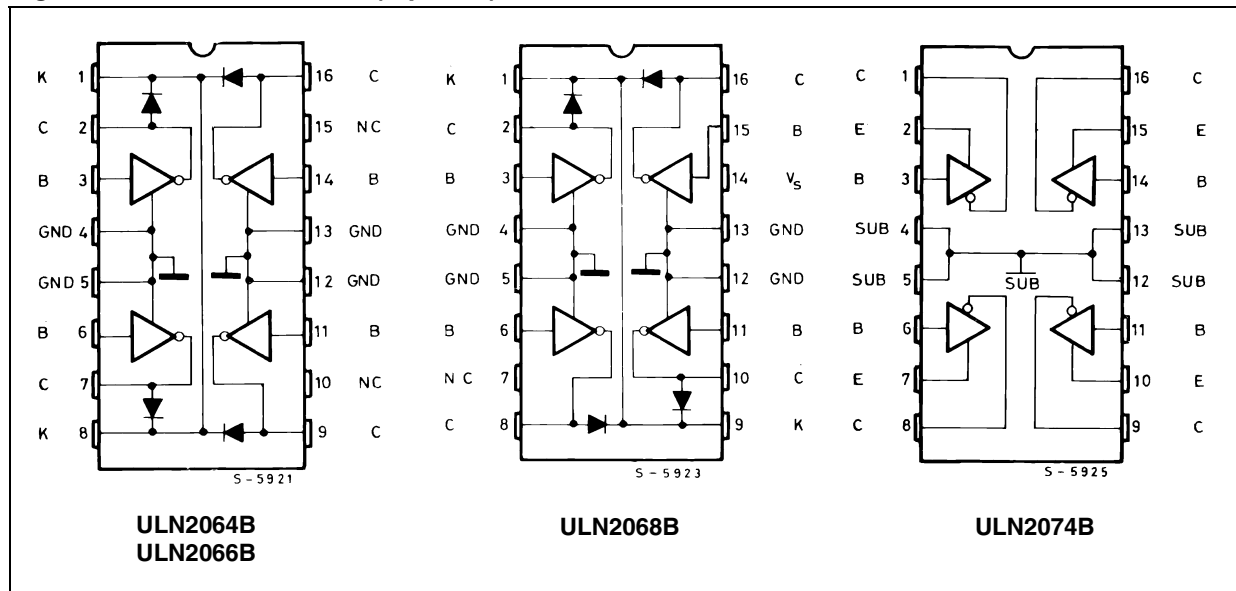 K 1 16 C K 1 16 C C 1 16 C
C 2 15 NC C 2 15 B E 2 15 E
B 3 14 B B 3 14 VS B 3 14 B
GND 4 13 GND GND 4 13 GND SUB 4 13 SUB
GND 5 12 GND GND 5 12 GND SUB 5 SUB 12 SUB
B 6 11 B B 6 11 B B 6 11 B
C 7 10 NC NC 7 10 C E 7 10 E
K 8 9 C C 8 9 K C 8 9 C
S-5921 S-5923 S-5925
ULN2064B ULN2068B ULN2074B
ULN2066B